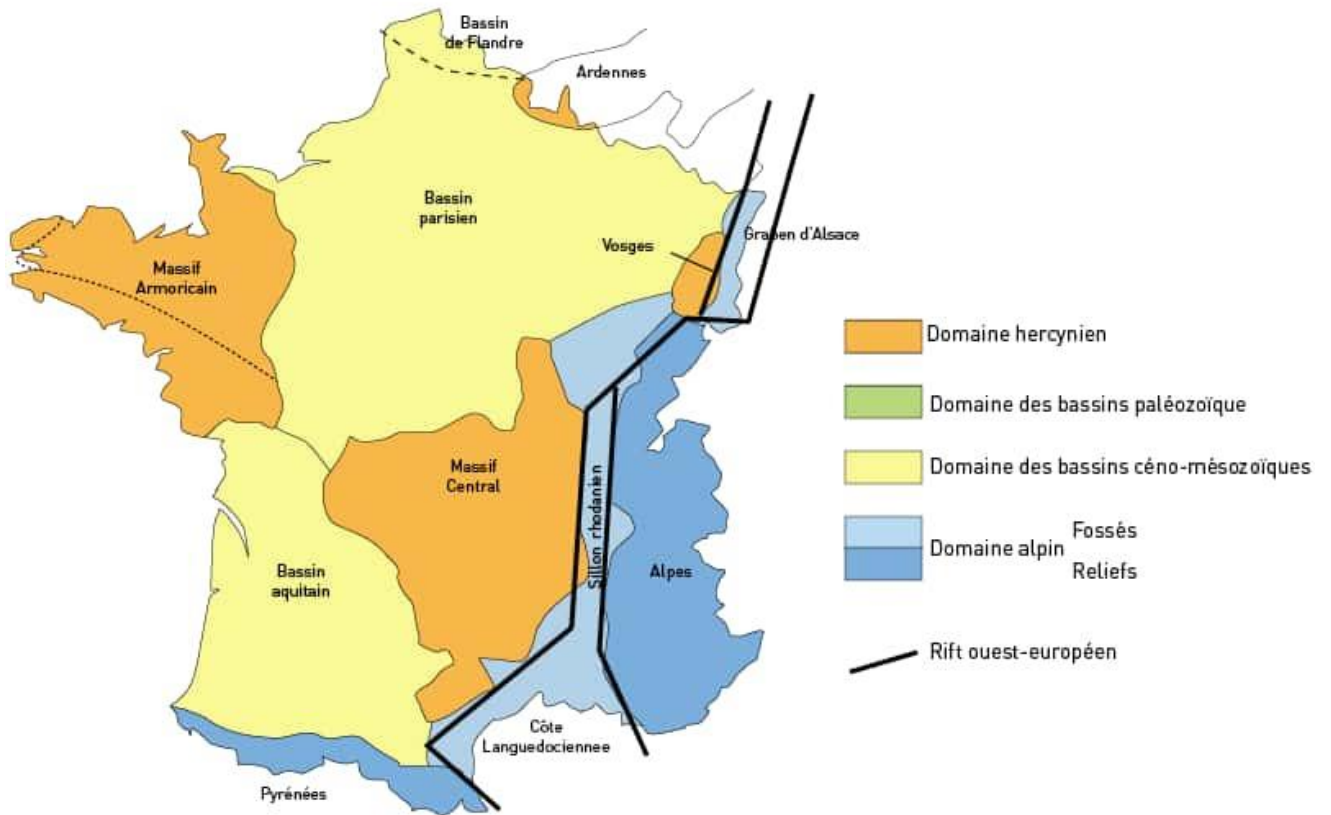 Bassin
de Flandre
Ardennes
Bassin
parisien
Vosges
Graben d'Alsace
Massif
Armoricain
Massif
Central
Sillon rhodanien
Alpes
Bassin
aquitain
Côte
Languedociennee
Pyrénées
Domaine hercynien
Domaine des bassins paléozoïque
Domaine des bassins céno-mésozoïques
Domaine alpin
Fossés
Reliefs
Rift ouest-européen